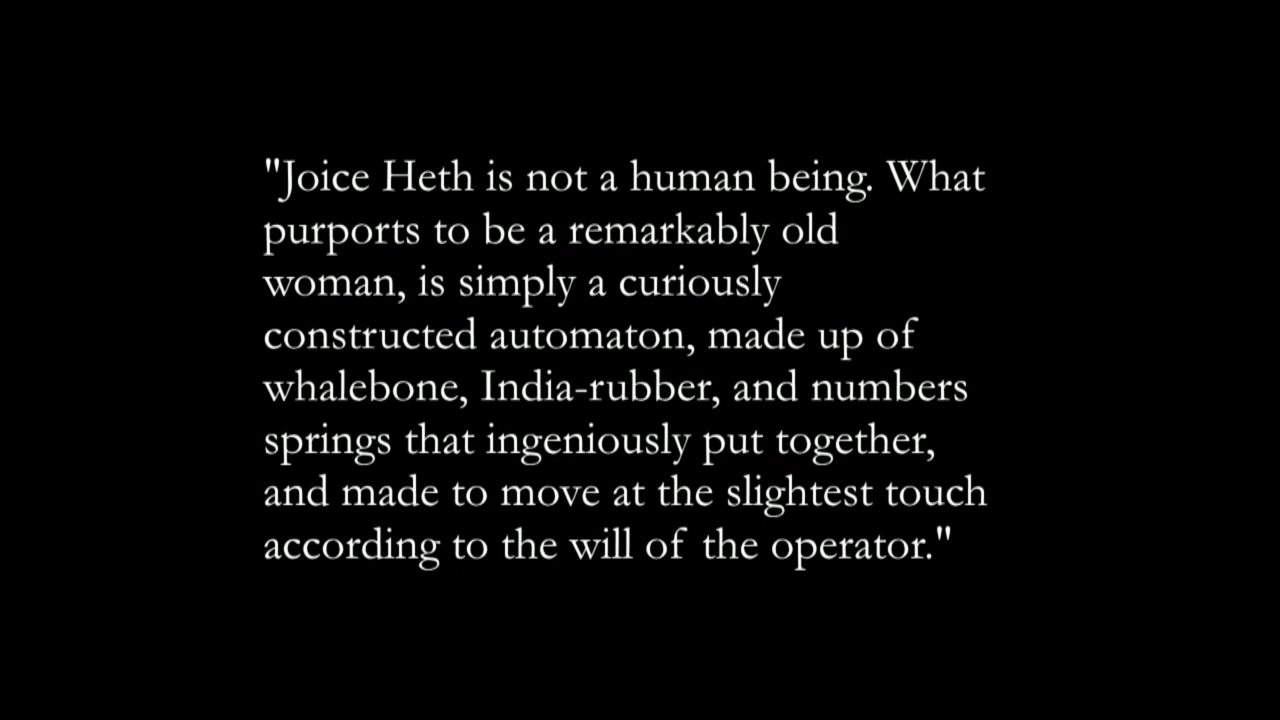 "Joice Heth is not a human being. What
purports to be a remarkably old
woman, is simply a curiously
constructed automaton, made up of
whalebone, India-rubber, and numbers
springs that ingeniously put together,
and made to move at the slightest touch
according to the will of the operator."